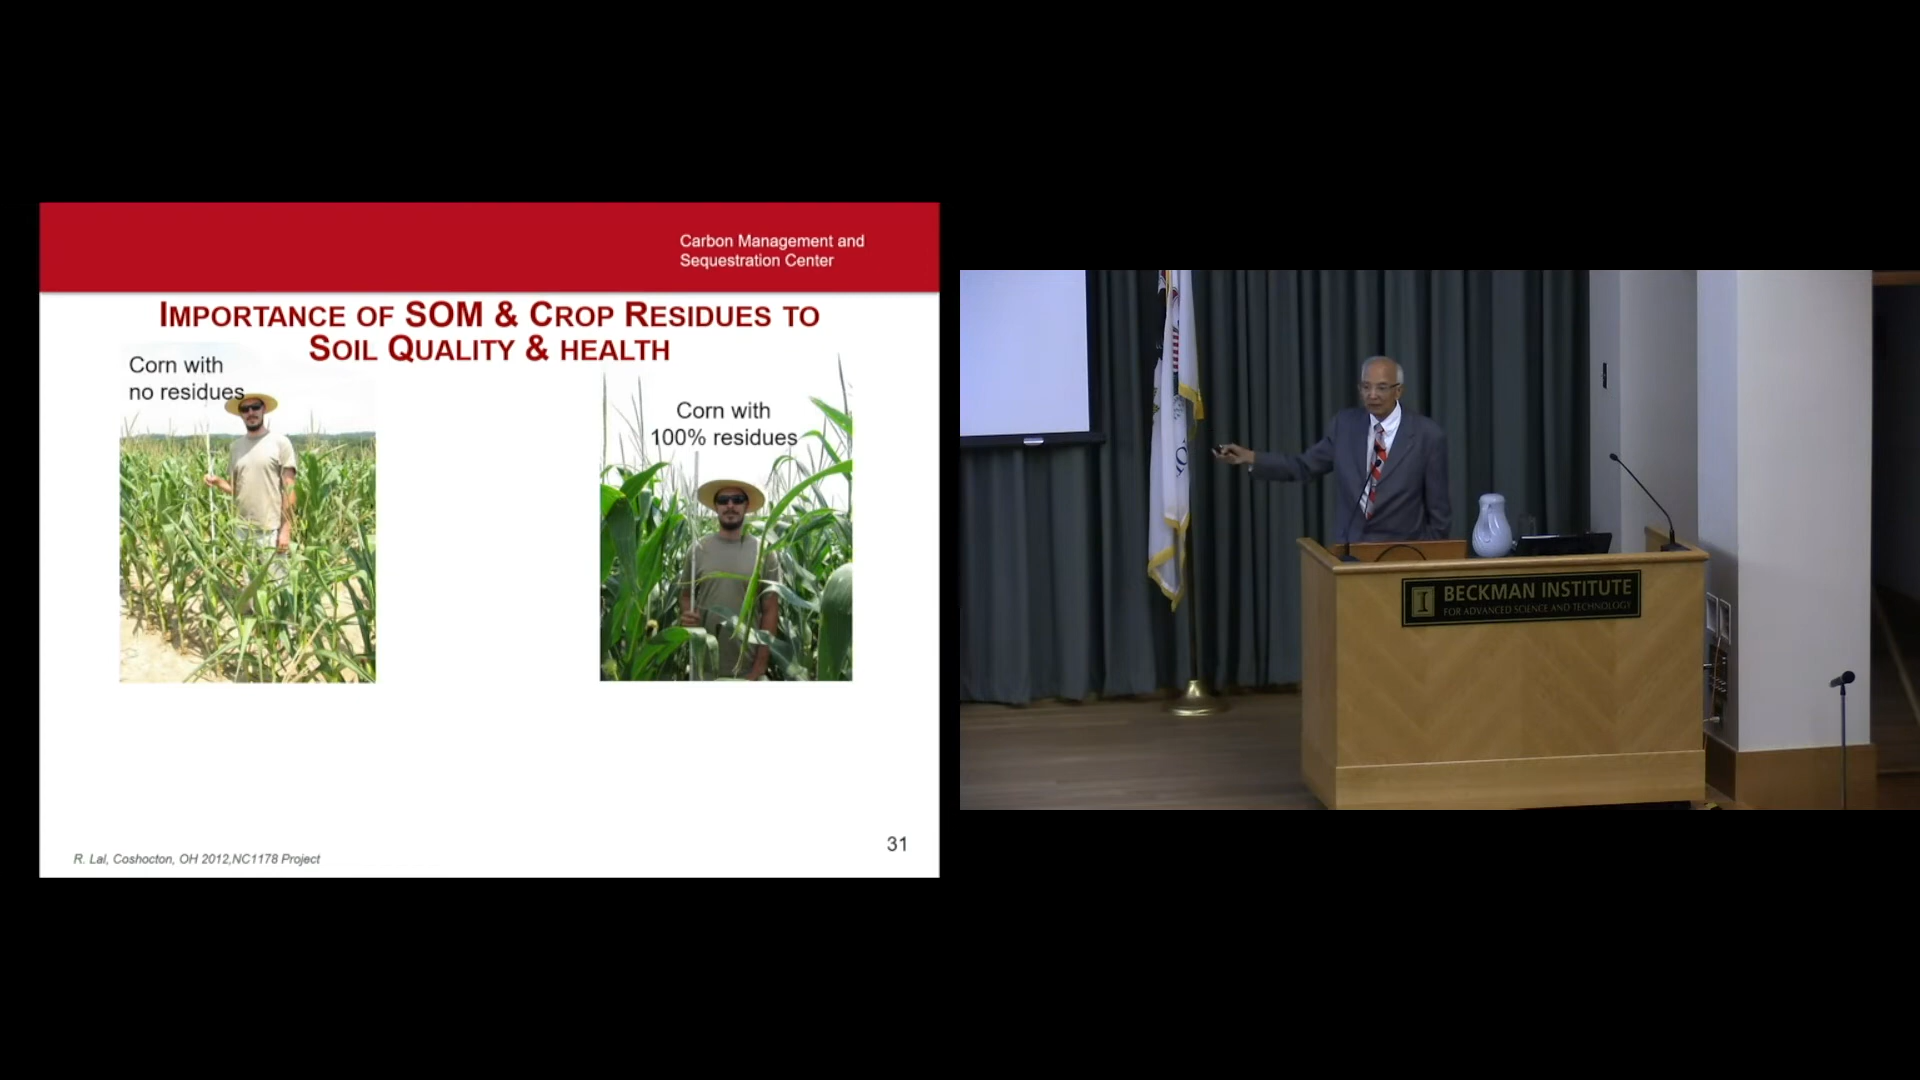 Carbon Management and
Sequestration Center
IMPORTANCE OF SOM & CROP RESIDUES TO
SOIL QUALITY & HEALTH
Corn with
no residues
Corn with
100% residues
R. Lal, Coshocton, OH 2012,NC1178 Project
31
I
BECKMAN INSTITUTE
FOR ADVANCED SCIENCE AND TECHNOLOGY